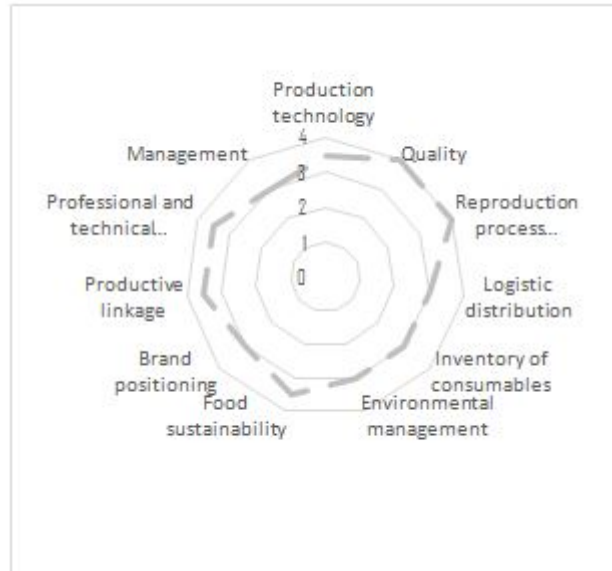 Production
technology
4
Management
Quality
3
Professional and
technical..
Reproduction
process...
2
1
Productive
linkage
0
Logistic
distribution
Brand
positioning
Inventory of
consumables
Food
sustainability
Environmental
management